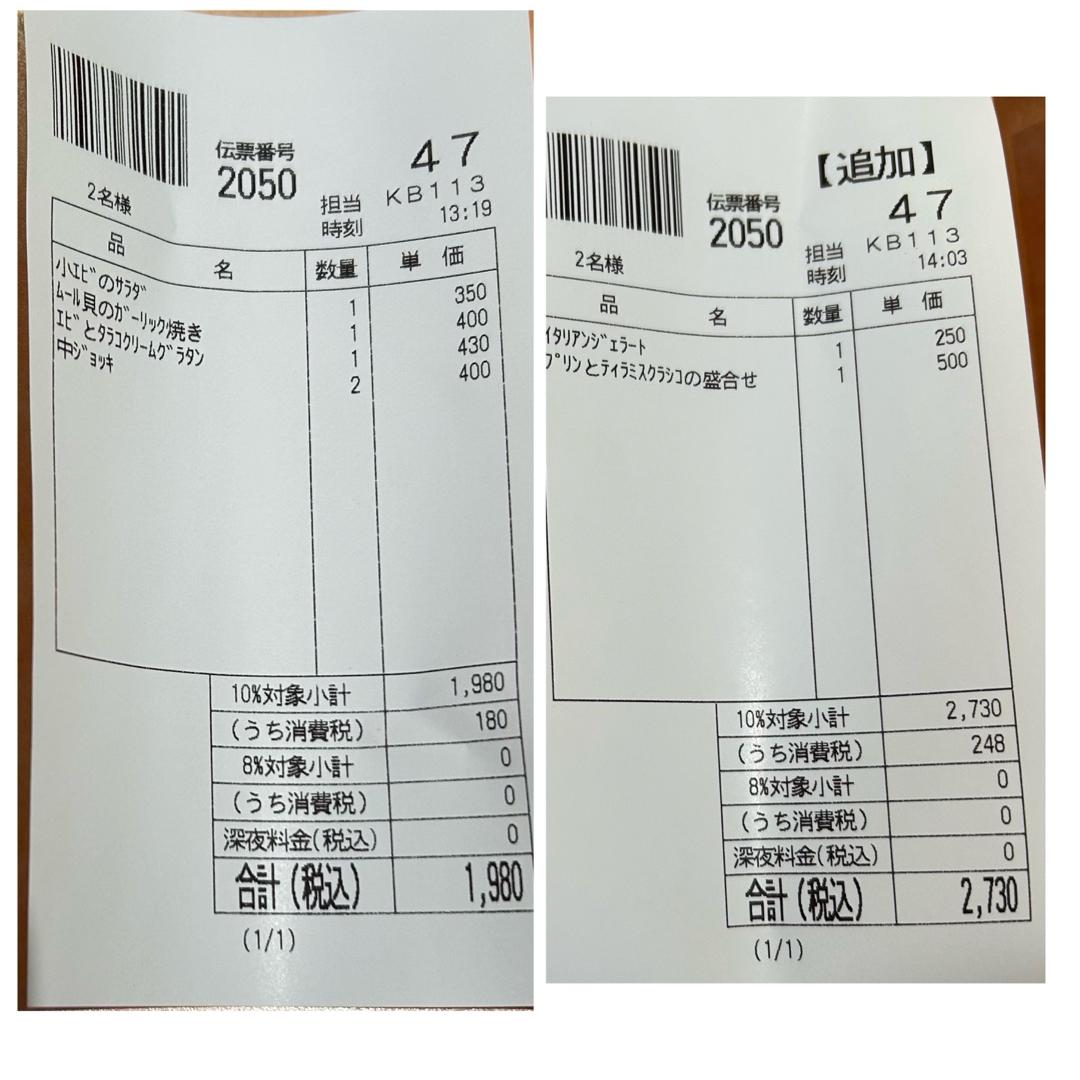 伝票番号 47
2050
2名様 担当 KB113
時刻 13:19
品 名 数量 単 価
小ｴﾋﾞのｻﾗﾀﾞ 1 350
ﾑｰﾙ貝のｶﾞｰﾘｯｸ焼き 1 400
ｴﾋﾞとﾀﾗｺｸﾘｰﾑｸﾞﾗﾀﾝ 1 430
中ｼﾞｮｯｷ 2 400
10%対象小計 1,980
(うち消費税) 180
8%対象小計 0
(うち消費税) 0
深夜料金(税込) 0
合計(税込) 1,980
(1/1)
【追加】
伝票番号 47
2050
2名様 担当 KB113
時刻 14:03
品 名 数量 単 価
ｲﾀﾘｱﾝｼﾞｪﾗｰﾄ 1 250
ﾌﾟﾘﾝとﾃｨﾗﾐｽｸﾗｼｺの盛合せ 1 500
10%対象小計 2,730
(うち消費税) 248
8%対象小計 0
(うち消費税) 0
深夜料金(税込) 0
合計(税込) 2,730
(1/1)